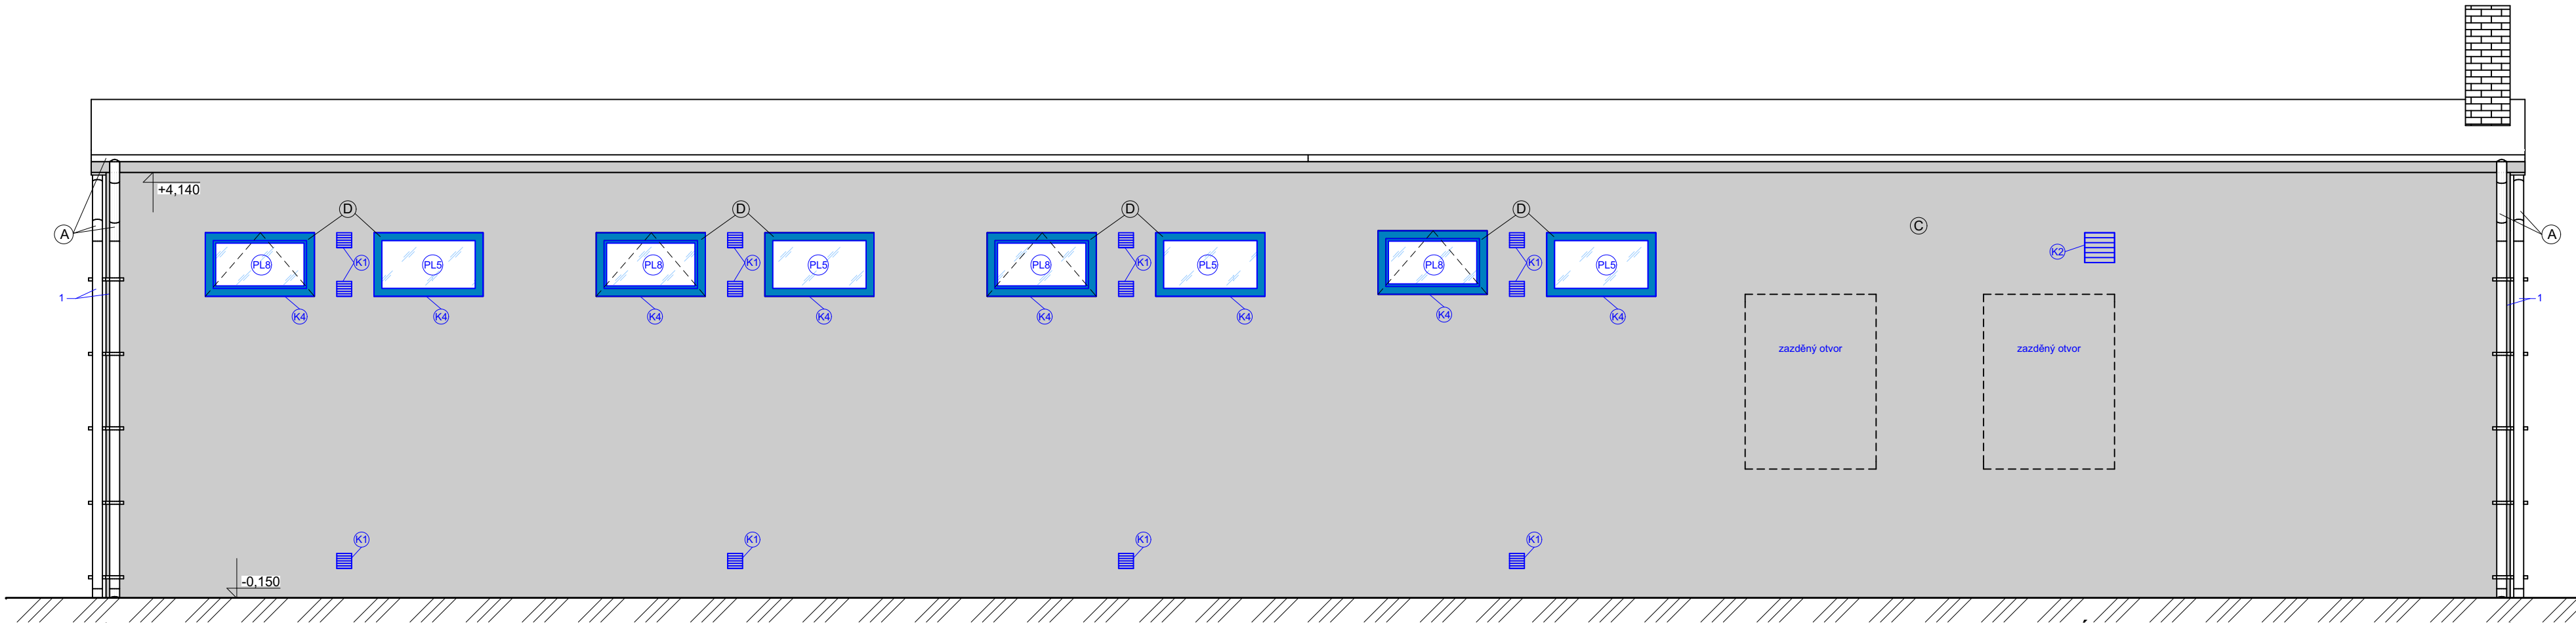 +4,140
D
D
D
D
C
A
A
K2
PL8
K1
PL5
PL8
K1
PL5
PL8
K1
PL5
PL8
K1
PL5
1
1
K4
K4
K4
K4
K4
K4
K4
K4
zazděný otvor
zazděný otvor
K1
K1
K1
K1
-0,150